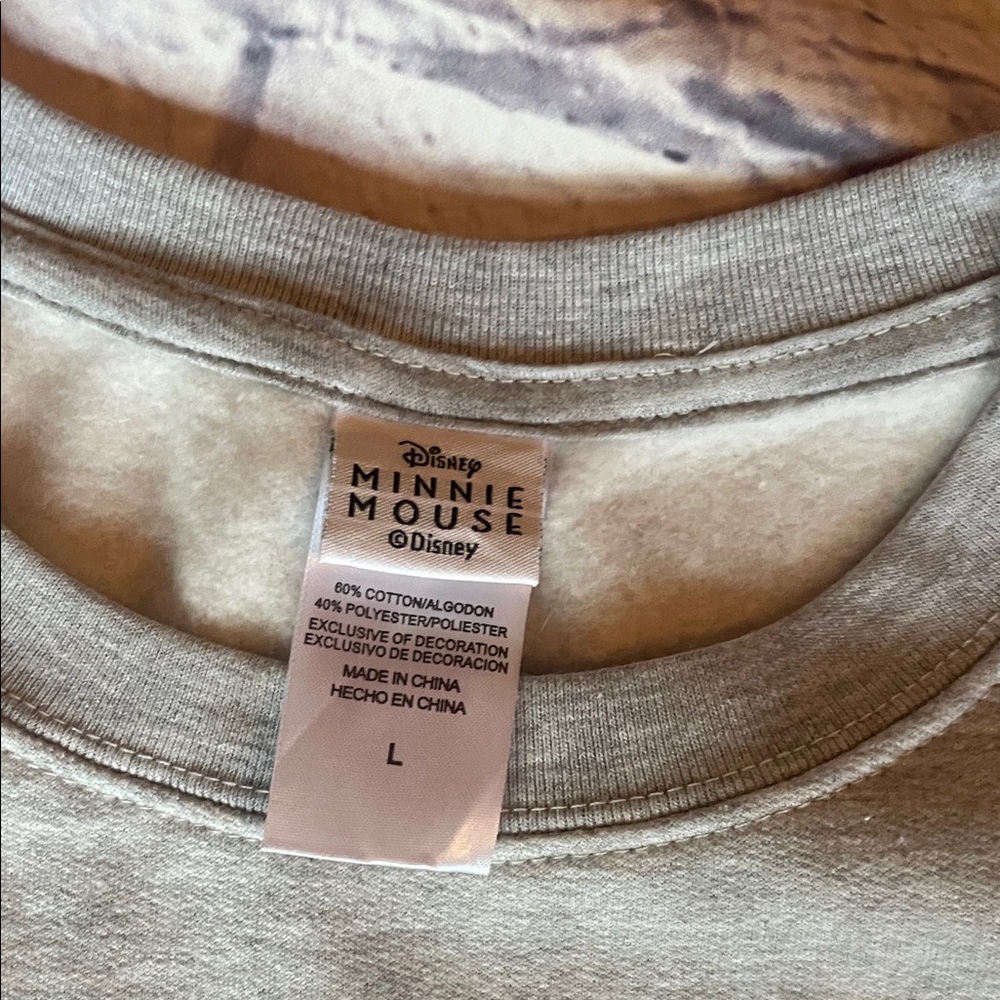 Disney
MINNIE
MOUSE
©Disney
60% COTTON/ALGODON
40% POLYESTER/POLIESTER
EXCLUSIVE OF DECORATION
EXCLUSIVO DE DECORACION
MADE IN CHINA
HECHO EN CHINA
L